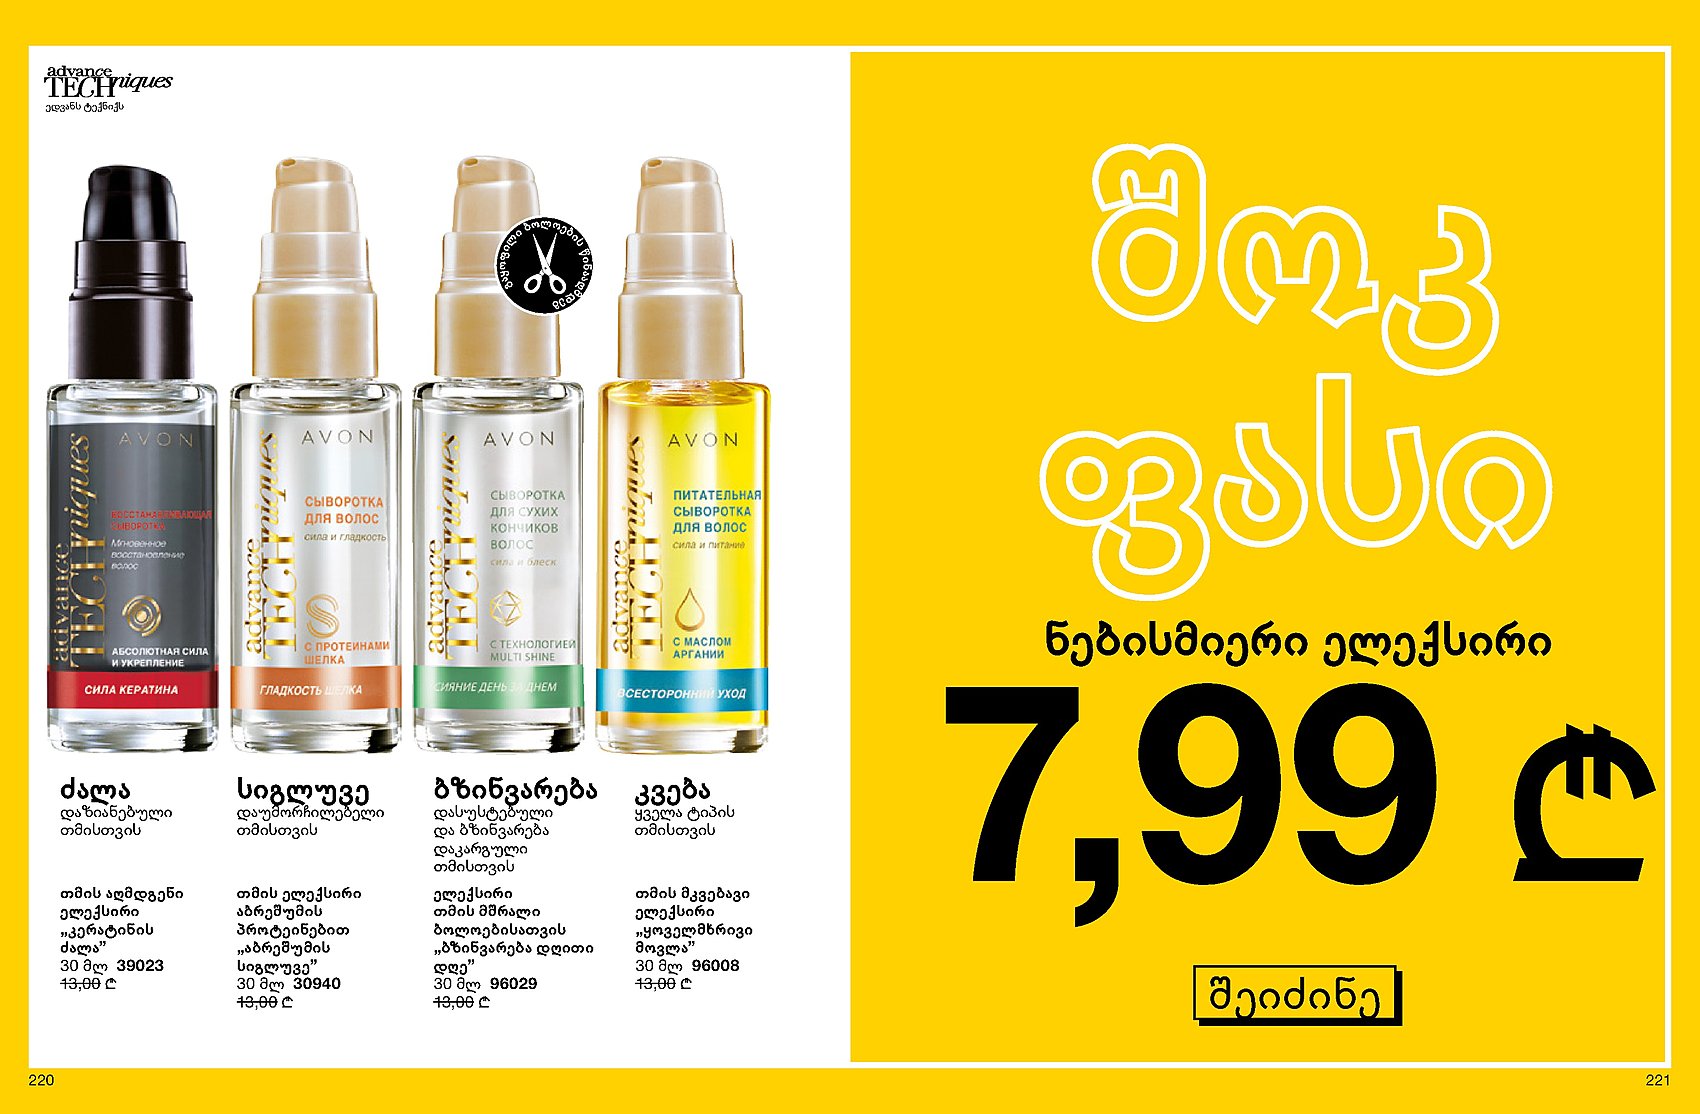 advance
TECHniques
ედვანს ტექნიქს
გაყოფილი ბოლოების წინააღმდეგ
AVON
advance
TECHniques
ВОССТАНАВЛИВАЮЩАЯ
СЫВОРОТКА
Мгновенное
восстановление
волос
АБСОЛЮТНАЯ СИЛА
И УКРЕПЛЕНИЕ
СИЛА КЕРАТИНА
AVON
advance
TECHniques
СЫВОРОТКА
ДЛЯ ВОЛОС
сила и гладкость
С ПРОТЕИНАМИ
ШЕЛКА
ГЛАДКОСТЬ ШЕЛКА
AVON
advance
TECHniques
СЫВОРОТКА
ДЛЯ СУХИХ
КОНЧИКОВ
ВОЛОС
сила и блеск
С ТЕХНОЛОГИЕЙ
MULTI SHINE
СИЯНИЕ ДЕНЬ ЗА ДНЕМ
AVON
advance
TECHniques
ПИТАТЕЛЬНАЯ
СЫВОРОТКА
ДЛЯ ВОЛОС
сила и питание
С МАСЛОМ
АРГАНИИ
ВСЕСТОРОННИЙ УХОД
ძალა
დაზიანებული
თმისთვის
თმის აღმდგენი
ელექსირი
„კერატინის
ძალა”
30 მლ 39023
13,00 ₾
სიგლუვე
დაუმორჩილებელი
თმისთვის
თმის ელექსირი
აბრეშუმის
პროტეინებით
„აბრეშუმის
სიგლუვე”
30 მლ 30940
13,00 ₾
ბზინვარება
დასუსტებული
და ბზინვარება
დაკარგული
თმისთვის
ელექსირი
თმის მშრალი
ბოლოებისათვის
„ბზინვარება დღითი
დღე”
30 მლ 96029
13,00 ₾
კვება
ყველა ტიპის
თმისთვის
თმის მკვებავი
ელექსირი
„ყოველმხრივი
მოვლა”
30 მლ 96008
13,00 ₾
შოკ
ფასი
ნებისმიერი ელექსირი
7,99 ₾
შეიძინე
220
221